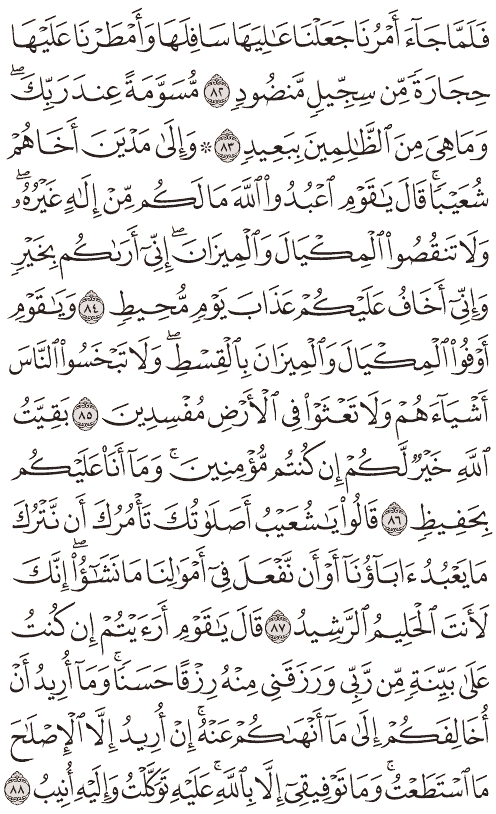 فَلَمَّا جَآءَ أَمْرُنَا جَعَلْنَا عَٰلِيَهَا سَافِلَهَا وَأَمْطَرْنَا عَلَيْهَا
حِجَارَةً مِّن سِجِّيلٍ مَّنضُودٍ ٨٢ مُّسَوَّمَةً عِندَ رَبِّكَۖ
وَمَا هِىَ مِنَ ٱلظَّٰلِمِينَ بِبَعِيدٍ ٨٣ ۞ وَإِلَىٰ مَدْيَنَ أَخَاهُمْ
شُعَيْبًاۚ قَالَ يَٰقَوْمِ ٱعْبُدُوا۟ ٱللَّهَ مَا لَكُم مِّنْ إِلَٰهٍ غَيْرُهُۥۖ
وَلَا تَنقُصُوا۟ ٱلْمِكْيَالَ وَٱلْمِيزَانَۖ إِنِّىٓ أَرَىٰكُم بِخَيْرٍ
وَإِنِّىٓ أَخَافُ عَلَيْكُمْ عَذَابَ يَوْمٍ مُّحِيطٍ ٨٤ وَيَٰقَوْمِ
أَوْفُوا۟ ٱلْمِكْيَالَ وَٱلْمِيزَانَ بِٱلْقِسْطِۖ وَلَا تَبْخَسُوا۟ ٱلنَّاسَ
أَشْيَآءَهُمْ وَلَا تَعْثَوْا۟ فِى ٱلْأَرْضِ مُفْسِدِينَ ٨٥ بَقِيَّتُ
ٱللَّهِ خَيْرٌ لَّكُمْ إِن كُنتُم مُّؤْمِنِينَۚ وَمَآ أَنَا۠ عَلَيْكُم
بِحَفِيظٍ ٨٦ قَالُوا۟ يَٰشُعَيْبُ أَصَلَوٰتُكَ تَأْمُرُكَ أَن نَّتْرُكَ
مَا يَعْبُدُ ءَابَآؤُنَآ أَوْ أَن نَّفْعَلَ فِىٓ أَمْوَٰلِنَا مَا نَشَٰٓؤُا۟ۖ إِنَّكَ
لَأَنتَ ٱلْحَلِيمُ ٱلرَّشِيدُ ٨٧ قَالَ يَٰقَوْمِ أَرَءَيْتُمْ إِن كُنتُ
عَلَىٰ بَيِّنَةٍ مِّن رَّبِّى وَرَزَقَنِى مِنْهُ رِزْقًا حَسَنًاۚ وَمَآ أُرِيدُ أَنْ
أُخَالِفَكُمْ إِلَىٰ مَآ أَنْهَىٰكُمْ عَنْهُۚ إِنْ أُرِيدُ إِلَّا ٱلْإِصْلَٰحَ
مَا ٱسْتَطَعْتُۚ وَمَا تَوْفِيقِىٓ إِلَّا بِٱللَّهِۚ عَلَيْهِ تَوَكَّلْتُ وَإِلَيْهِ أُنِيبُ ٨٨